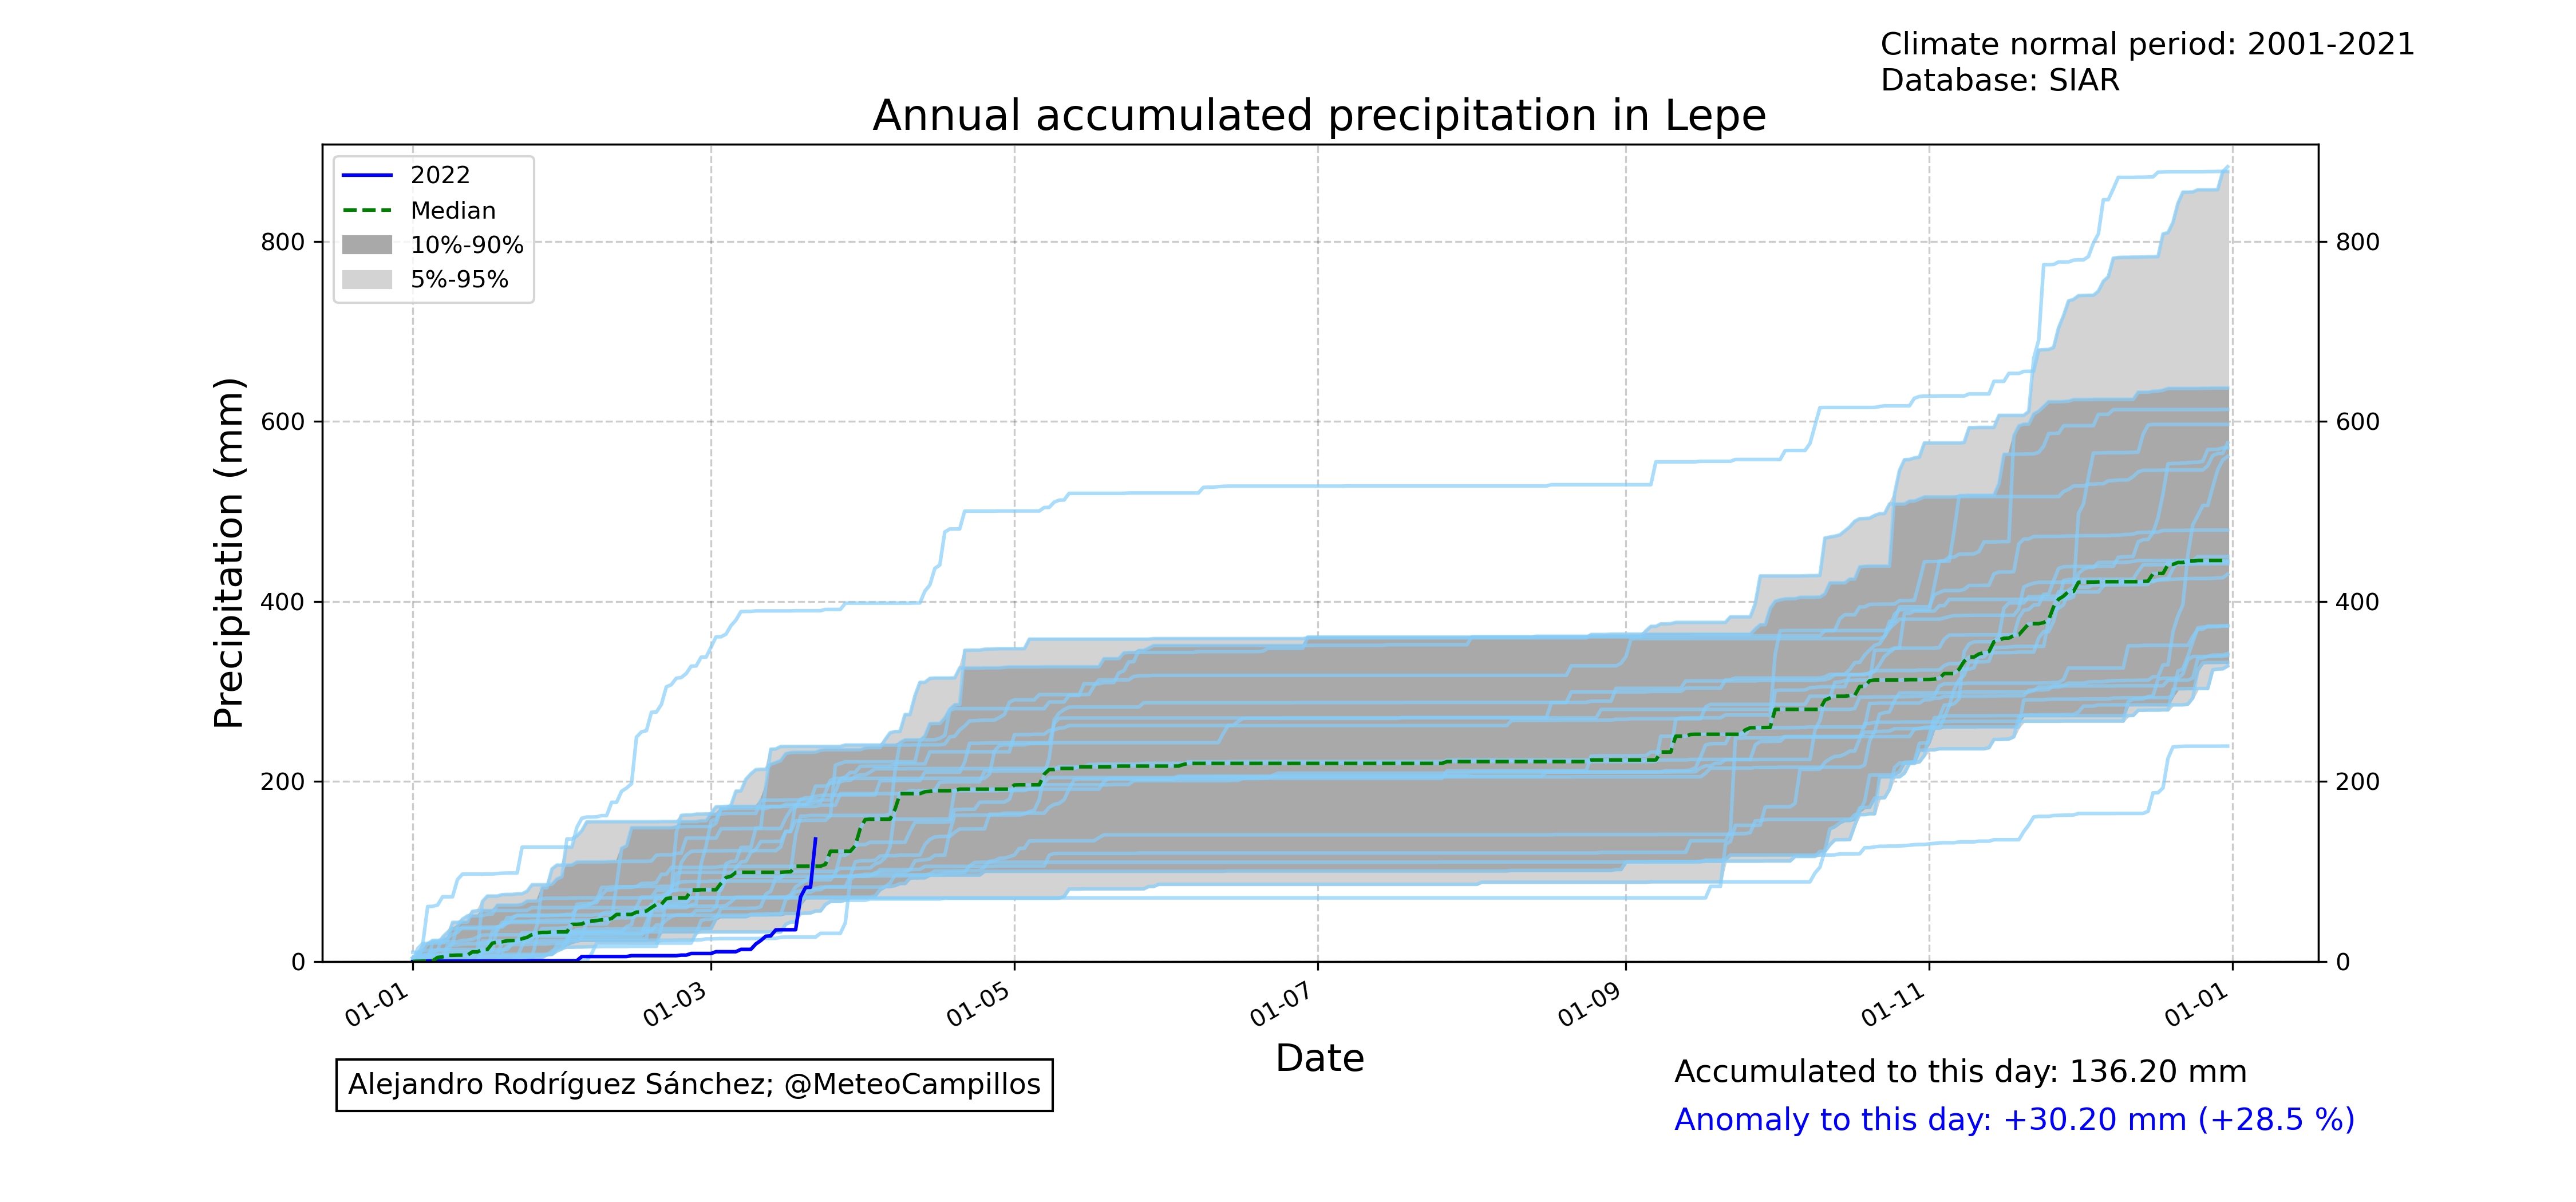 Climate normal period: 2001-2021
Database: SIAR
Annual accumulated precipitation in Lepe
2022
Median
10%-90%
5%-95%
Precipitation (mm)
800
600
400
200
0
800
600
400
200
0
01-01
01-03
01-05
01-07
01-09
01-11
01-01
Date
Alejandro Rodríguez Sánchez; @MeteoCampillos
Accumulated to this day: 136.20 mm
Anomaly to this day: +30.20 mm (+28.5 %)